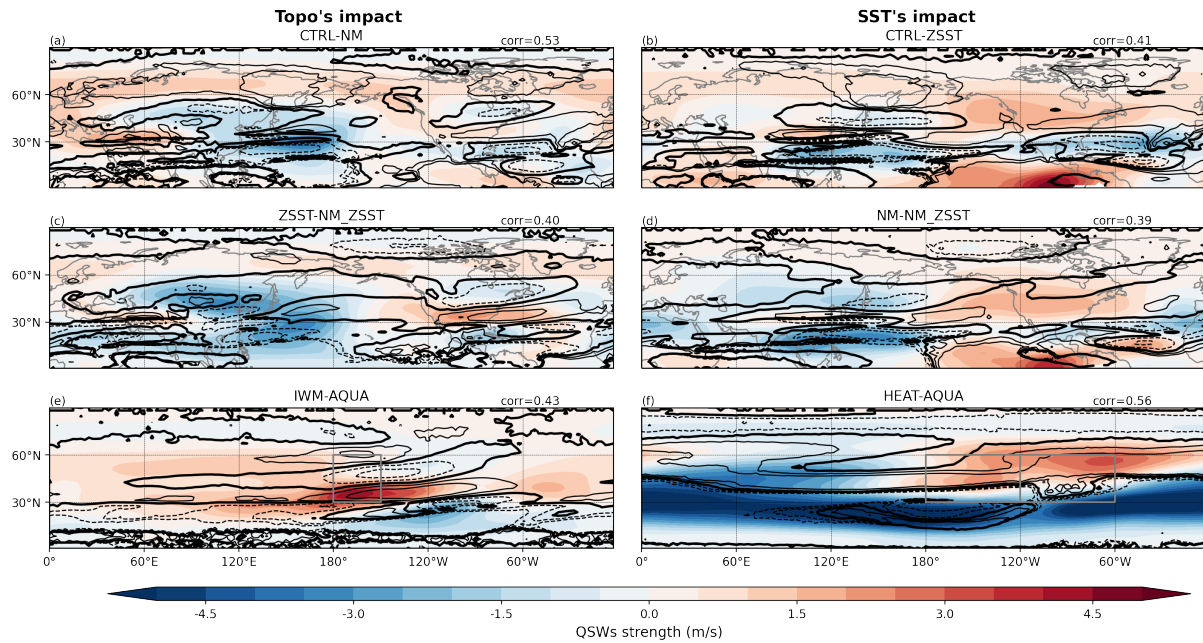 Topo's impact
SST's impact
(a)
CTRL-NM
corr=0.53
(b)
CTRL-ZSST
corr=0.41
60°N
30°N
60°N
30°N
(c)
ZSST-NM_ZSST
corr=0.40
(d)
NM-NM_ZSST
corr=0.39
60°N
30°N
60°N
30°N
(e)
IWM-AQUA
corr=0.43
(f)
HEAT-AQUA
corr=0.56
60°N
30°N
60°N
30°N
0° 60°E 120°E 180° 120°W 60°W
0° 60°E 120°E 180° 120°W 60°W
-4.5 -3.0 -1.5 0.0 1.5 3.0 4.5
QSWs strength (m/s)